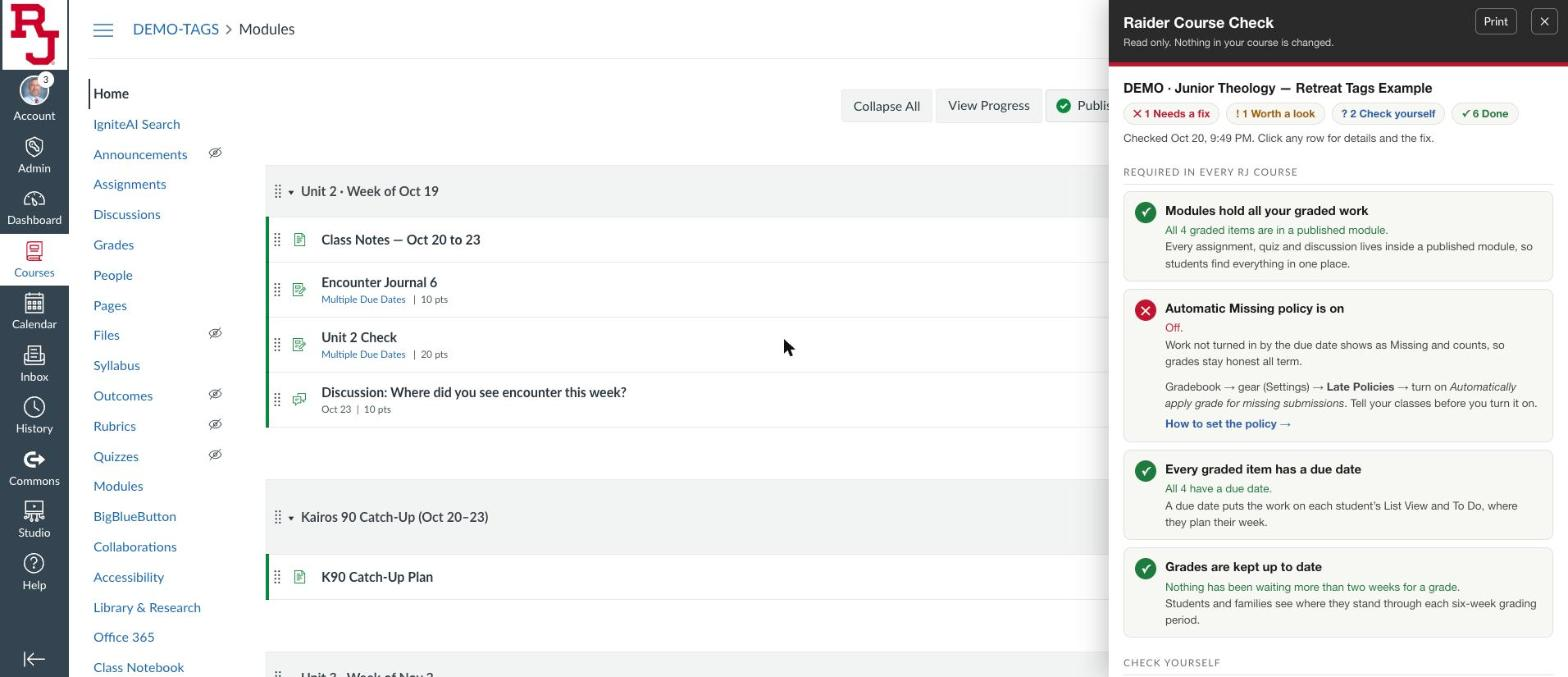 RJ
3
Account
Admin
Dashboard
Courses
Calendar
Inbox
History
Commons
Studio
Help
DEMO-TAGS > Modules
Home
IgniteAI Search
Announcements
Assignments
Discussions
Grades
People
Pages
Files
Syllabus
Outcomes
Rubrics
Quizzes
Modules
BigBlueButton
Collaborations
Accessibility
Library & Research
Office 365
Class Notebook
Collapse All
View Progress
Unit 2 · Week of Oct 19
Class Notes — Oct 20 to 23
Encounter Journal 6
Multiple Due Dates | 10 pts
Unit 2 Check
Multiple Due Dates | 20 pts
Discussion: Where did you see encounter this week?
Oct 23 | 10 pts
Kairos 90 Catch-Up (Oct 20–23)
K90 Catch-Up Plan
Raider Course Check
Print
×
Read only. Nothing in your course is changed.
DEMO · Junior Theology — Retreat Tags Example
✕ 1 Needs a fix
! 1 Worth a look
? 2 Check yourself
✓ 6 Done
Checked Oct 20, 9:49 PM. Click any row for details and the fix.
REQUIRED IN EVERY RJ COURSE
Modules hold all your graded work
All 4 graded items are in a published module.
Every assignment, quiz and discussion lives inside a published module, so
students find everything in one place.
Automatic Missing policy is on
Off.
Work not turned in by the due date shows as Missing and counts, so
grades stay honest all term.
Gradebook → gear (Settings) → Late Policies → turn on Automatically
apply grade for missing submissions. Tell your classes before you turn it on.
How to set the policy →
Every graded item has a due date
All 4 have a due date.
A due date puts the work on each student's List View and To Do, where
they plan their week.
Grades are kept up to date
Nothing has been waiting more than two weeks for a grade.
Students and families see where they stand through each six-week grading
period.
CHECK YOURSELF